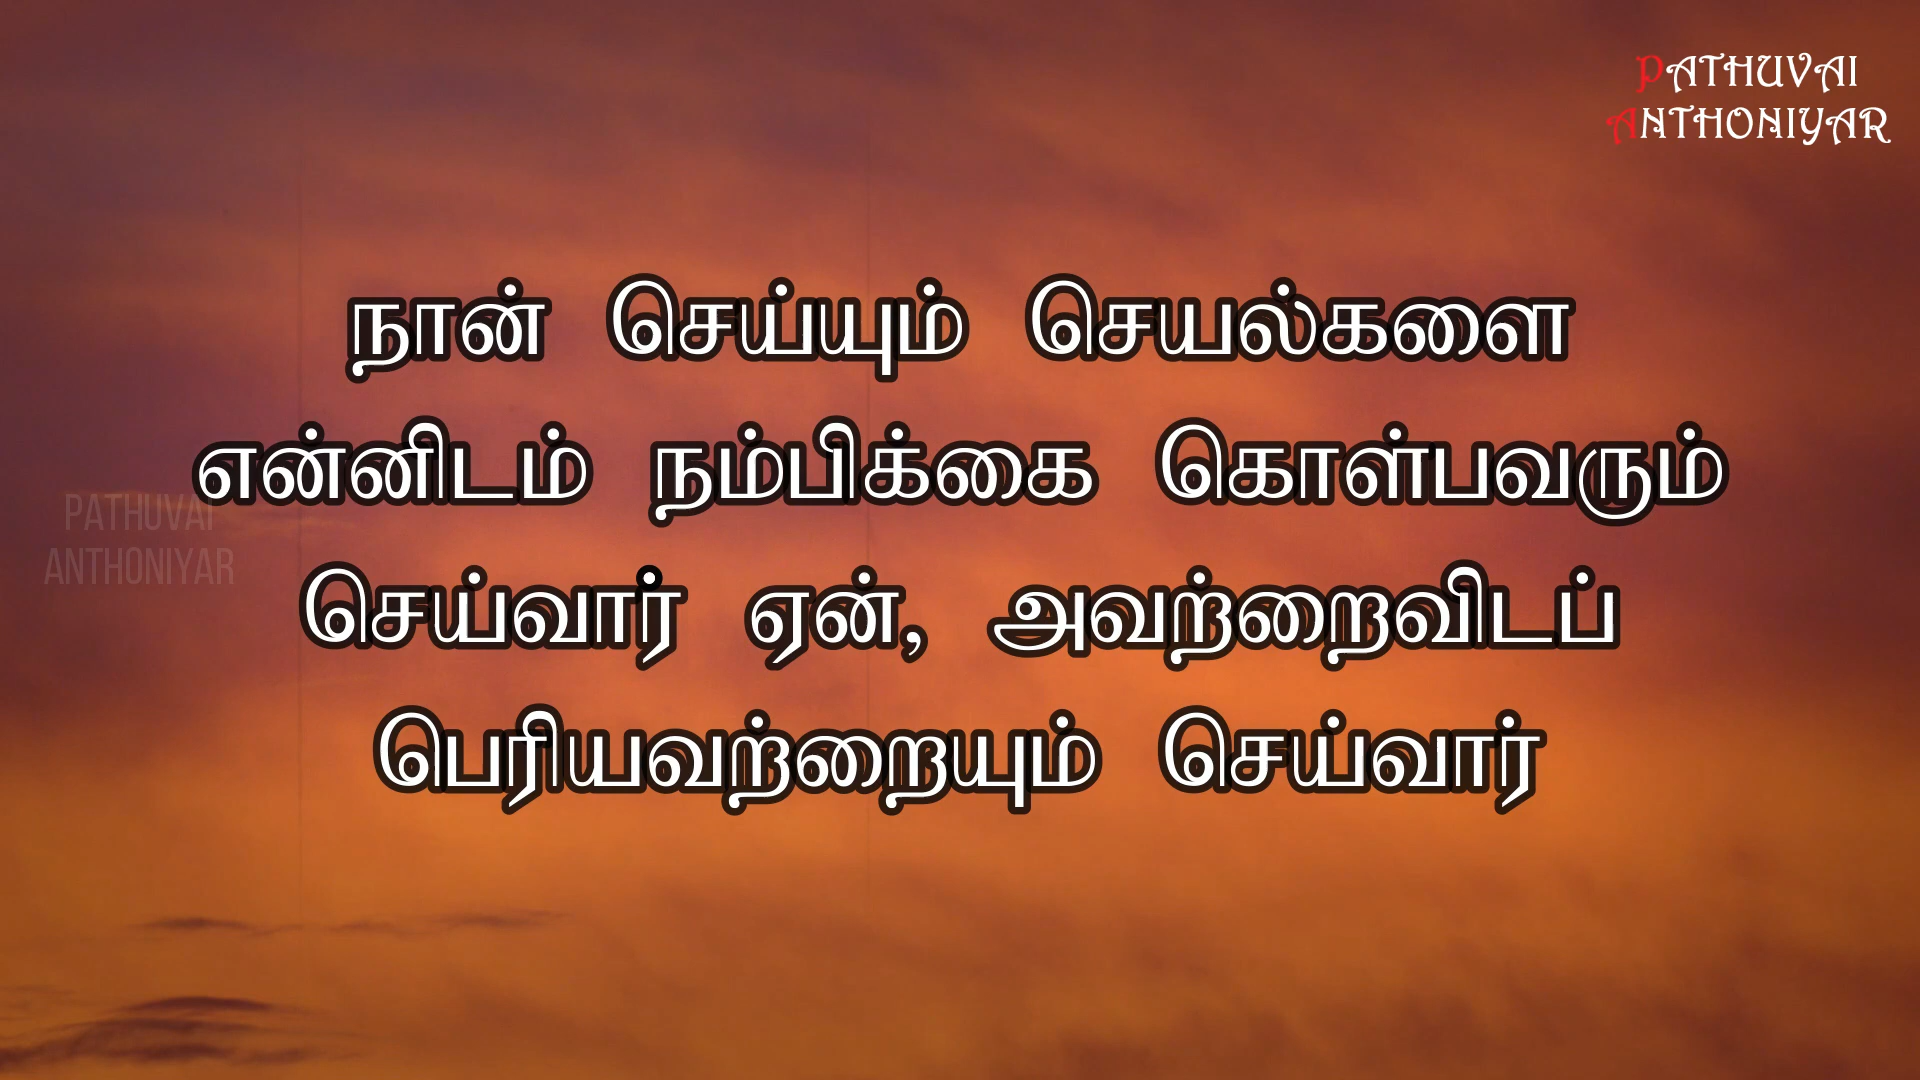 PATHUVAI
ANTHONIYAR
நான் செய்யும் செயல்களை
என்னிடம் நம்பிக்கை கொள்பவரும்
செய்வார் ஏன், அவற்றைவிடப்
பெரியவற்றையும் செய்வார்
PATHUVAI
ANTHONIYAR